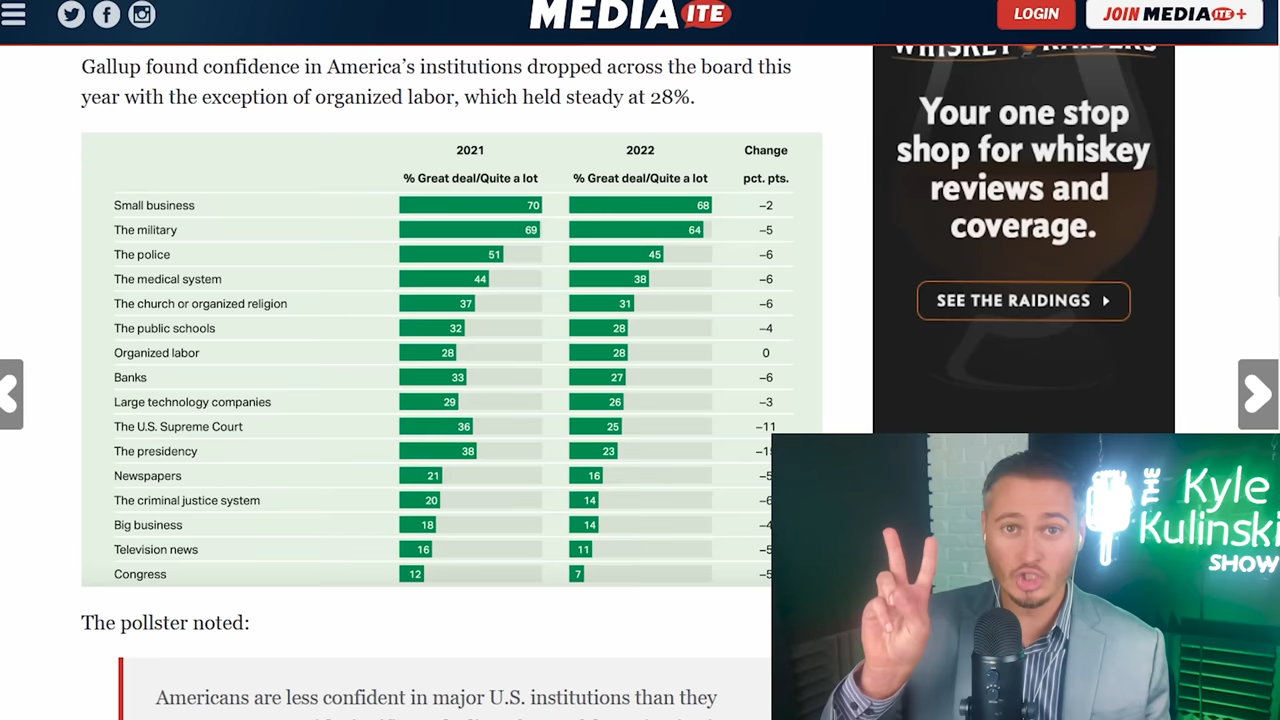 MEDIAITE
LOGIN
JOIN MEDIAITE+
Gallup found confidence in America’s institutions dropped across the board this
year with the exception of organized labor, which held steady at 28%.
2021 2022 Change
% Great deal/Quite a lot % Great deal/Quite a lot pct. pts.
Small business 70 68 –2
The military 69 64 –5
The police 51 45 –6
The medical system 44 38 –6
The church or organized religion 37 31 –6
The public schools 32 28 –4
Organized labor 28 28 0
Banks 33 27 –6
Large technology companies 29 26 –3
The U.S. Supreme Court 36 25 –11
The presidency 38 23
Newspapers 21 16
The criminal justice system 20 14
Big business 18 14
Television news 16 11
Congress 12 7
The pollster noted:
Americans are less confident in major U.S. institutions than they
WHISKEY RAIDERS
Your one stop
shop for whiskey
reviews and
coverage.
SEE THE RAIDINGS
THE
Kyle
Kulinski
SHOW